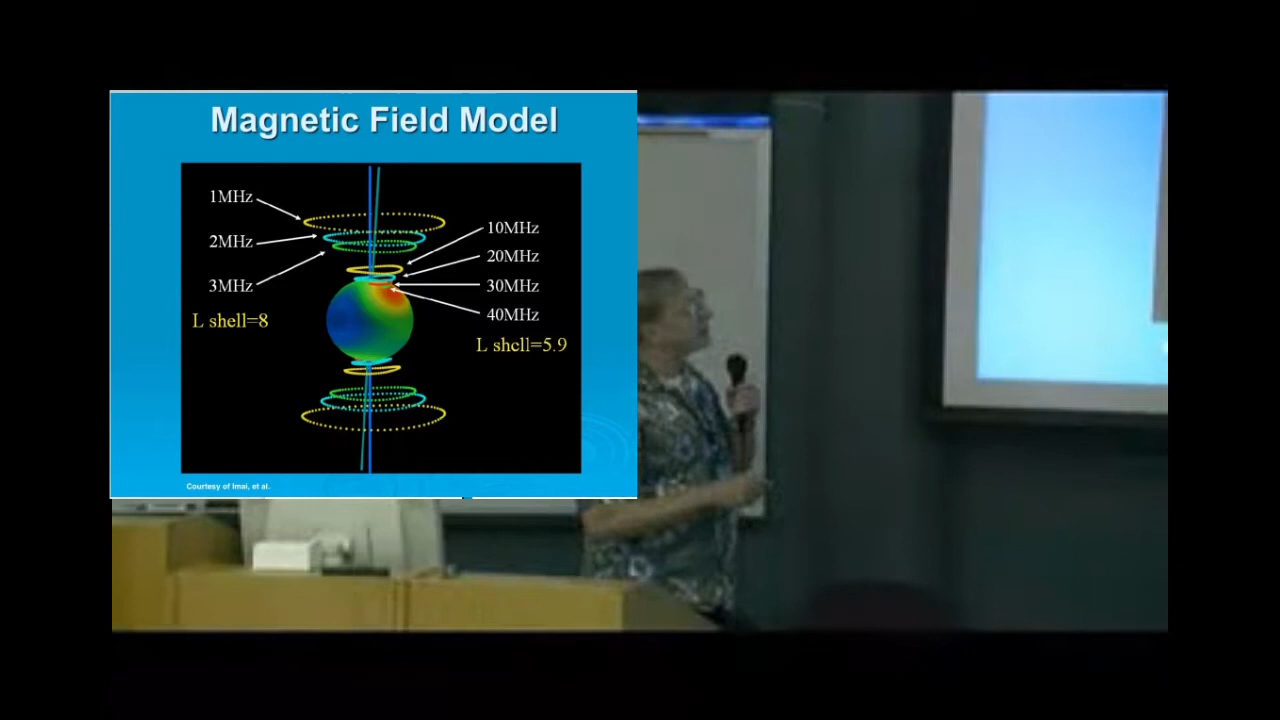 Magnetic Field Model
1MHz
2MHz
3MHz
L shell=8
10MHz
20MHz
30MHz
40MHz
L shell=5.9
Courtesy of Imai, et al.